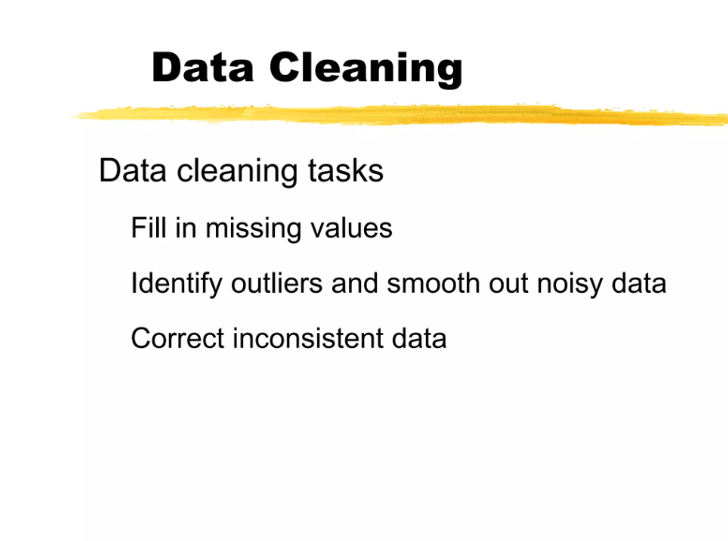 Data Cleaning
Data cleaning tasks
Fill in missing values
Identify outliers and smooth out noisy data
Correct inconsistent data